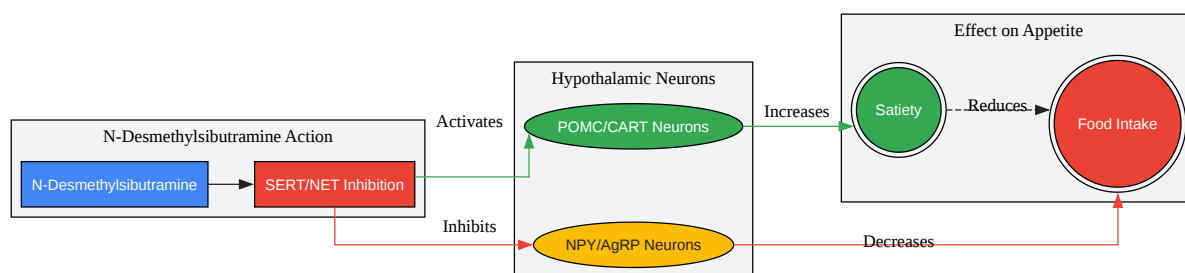 Effect on Appetite
Hypothalamic Neurons
Activates
Increases
Satiety
Reduces
Food Intake
N-Desmethylsibutramine Action
POMC/CART Neurons
N-Desmethylsibutramine
SERT/NET Inhibition
Inhibits
NPY/AgRP Neurons
Decreases